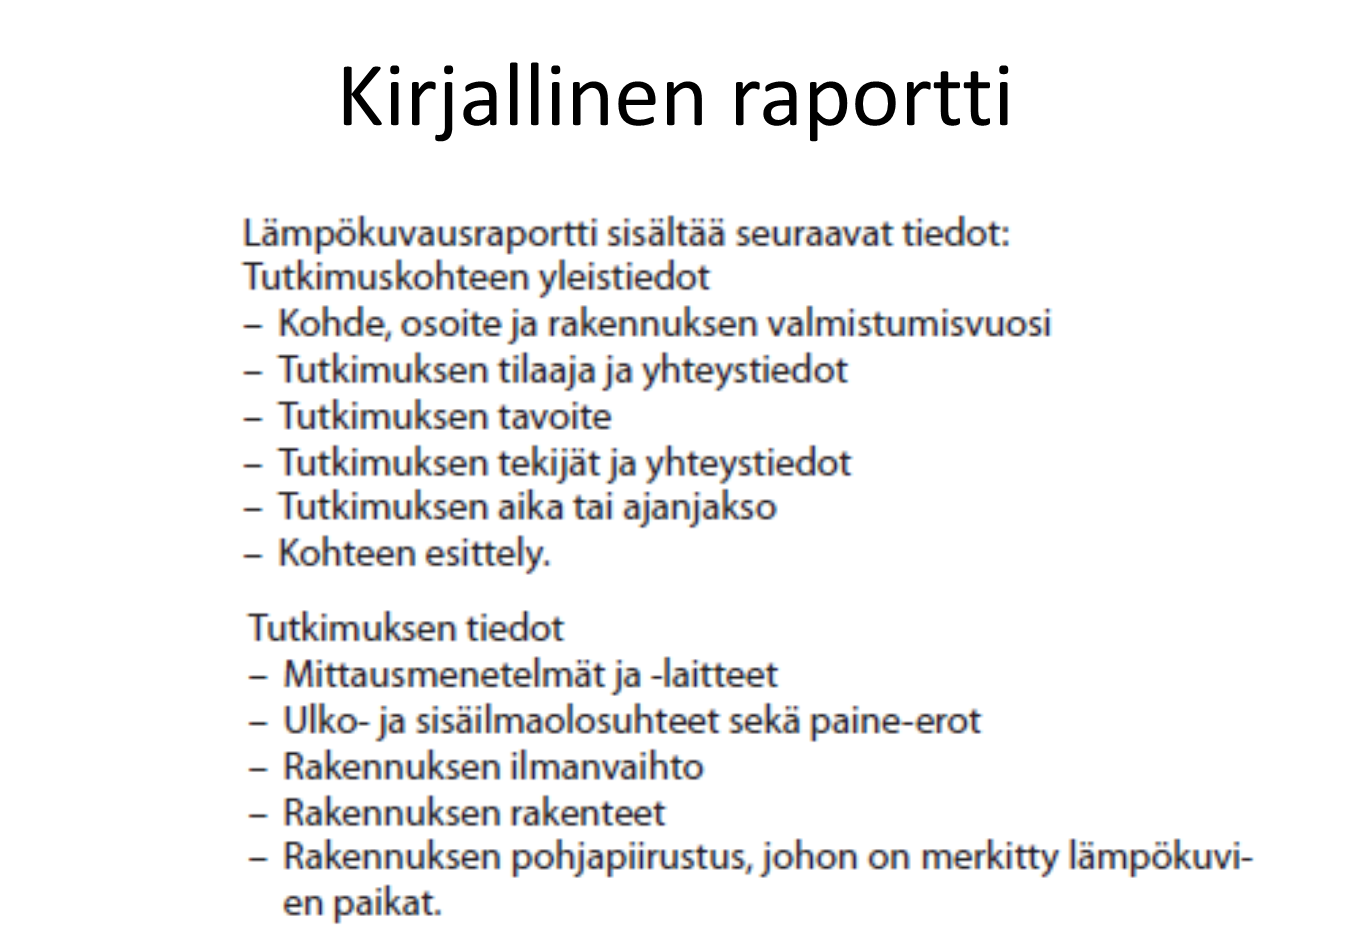 Kirjallinen raportti
Lämpökuvausraportti sisältää seuraavat tiedot:
Tutkimuskohteen yleistiedot
– Kohde, osoite ja rakennuksen valmistumisvuosi
– Tutkimuksen tilaaja ja yhteystiedot
– Tutkimuksen tavoite
– Tutkimuksen tekijät ja yhteystiedot
– Tutkimuksen aika tai ajanjakso
– Kohteen esittely.
Tutkimuksen tiedot
– Mittausmenetelmät ja -laitteet
– Ulko- ja sisäilmaolosuhteet sekä paine-erot
– Rakennuksen ilmanvaihto
– Rakennuksen rakenteet
– Rakennuksen pohjapiirustus, johon on merkitty lämpökuvi-
en paikat.